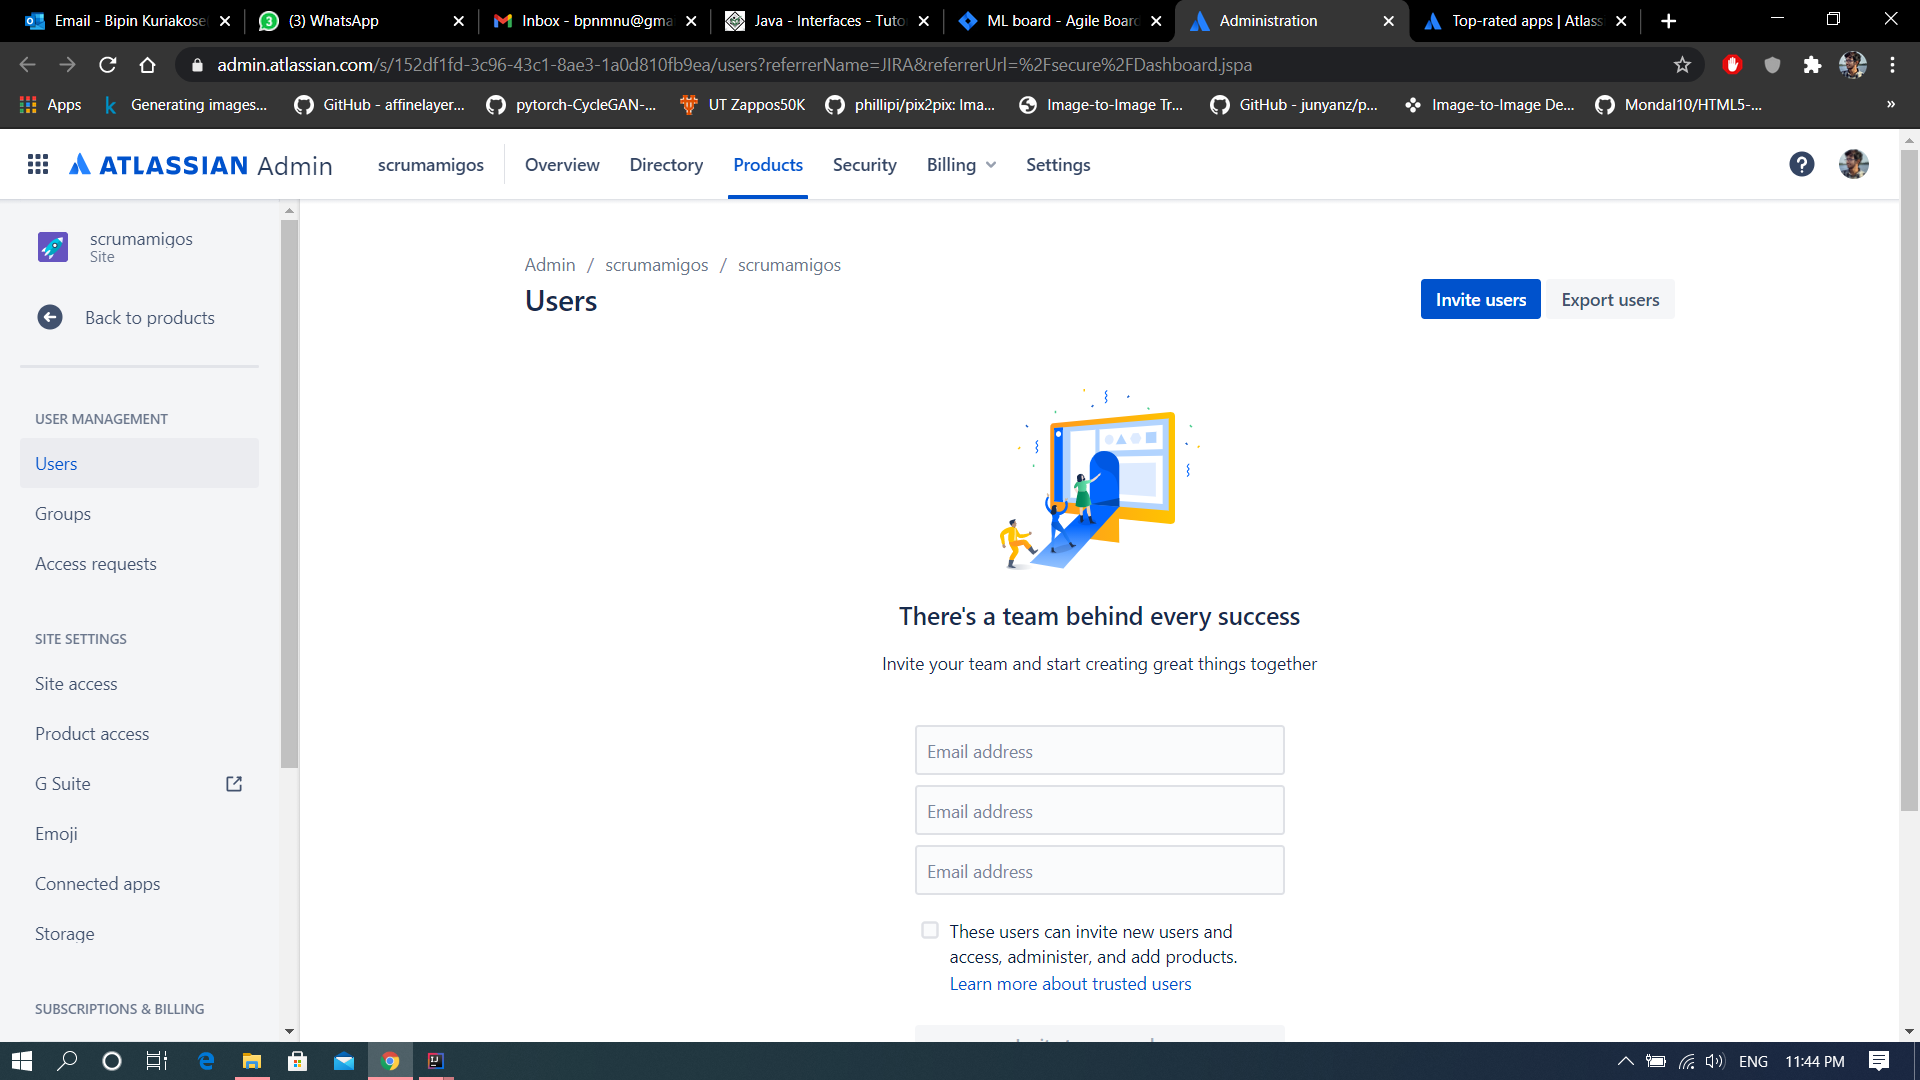 Email - Bipin Kuriakose
(3) WhatsApp
Inbox - bpnmnu@gma
Java - Interfaces - Tuto
ML board - Agile Board
Administration
Top-rated apps | Atlass
admin.atlassian.com/s/152df1fd-3c96-43c1-8ae3-1a0d810fb9ea/users?referrerName=JIRA&referrerUrl=%2Fsecure%2FDashboard.jspa
Apps
Generating images...
GitHub - affinelayer...
pytorch-CycleGAN-...
UT Zappos50K
phillipi/pix2pix: Ima...
Image-to-Image Tr...
GitHub - junyanz/p...
Image-to-Image De...
Mondal10/HTML5-...
»
ATLASSIAN Admin
scrumamigos
Overview
Directory
Products
Security
Billing
Settings
scrumamigos
Site
Back to products
USER MANAGEMENT
Users
Groups
Access requests
SITE SETTINGS
Site access
Product access
G Suite
Emoji
Connected apps
Storage
SUBSCRIPTIONS & BILLING
Admin / scrumamigos / scrumamigos
Users
Invite users
Export users
There's a team behind every success
Invite your team and start creating great things together
Email address
Email address
Email address
These users can invite new users and
access, administer, and add products.
Learn more about trusted users
ENG
11:44 PM